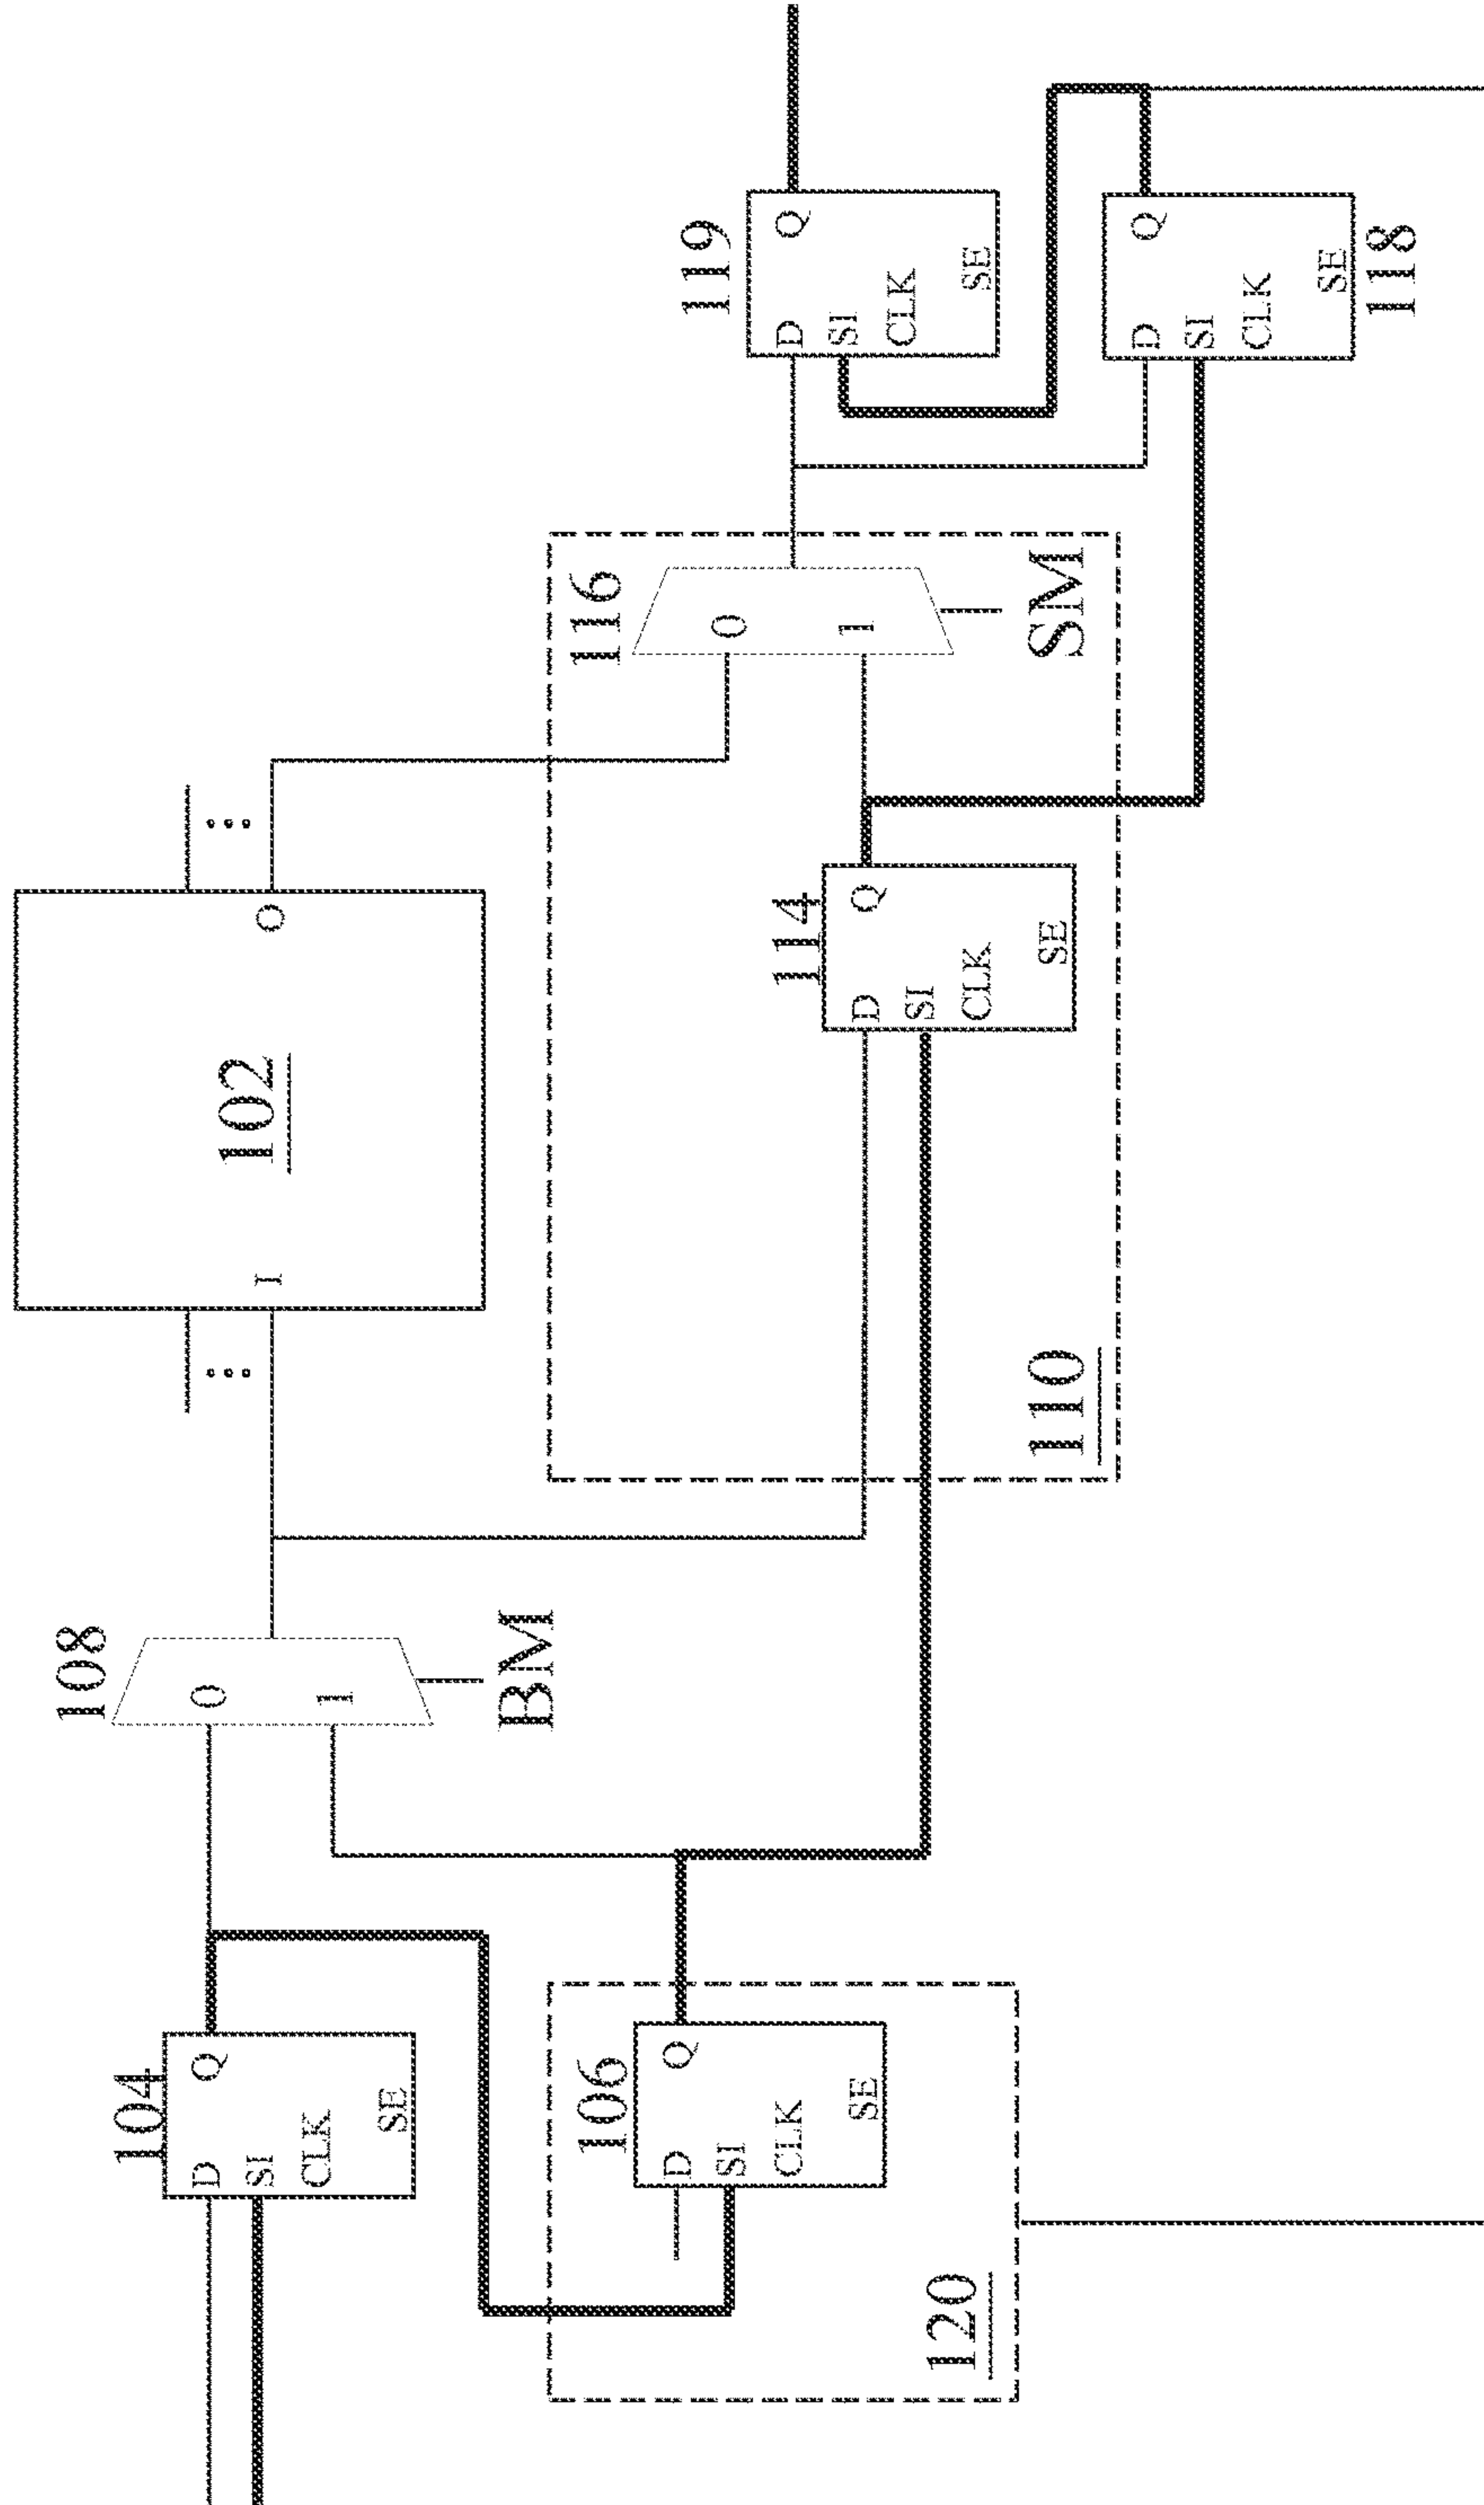 102
I
O
108
0
1
BM
104
D
Q
SI
CLK
SE
106
D
Q
SI
CLK
SE
120
110
114
D
Q
SI
CLK
SE
116
0
1
SM
119
D
Q
SI
CLK
SE
D
Q
SI
CLK
SE
118